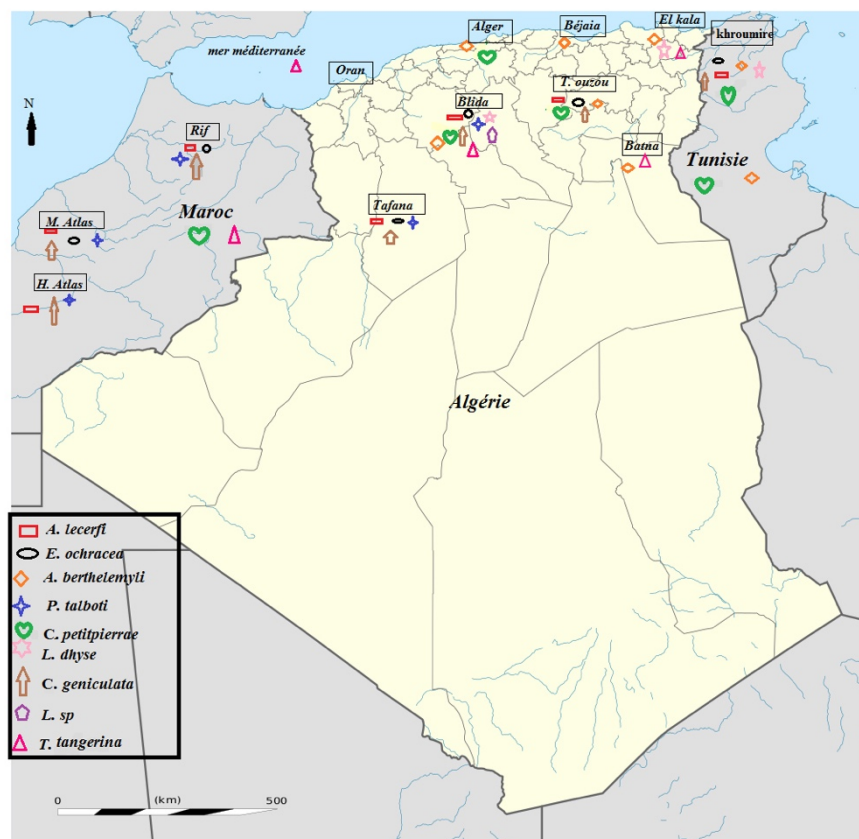 mer méditerranée
Alger
Béjaia
El kala
khroumire
Oran
N
Rif
Blida
T. ouzou
Batna
Tunisie
M. Atlas
Maroc
Tafana
H. Atlas
Algérie
A. lecerfi
E. ochracea
A. berthelemyli
P. talboti
C. petitpierrae
L. dhyse
C. geniculata
L. sp
T. tangerina
0 (km) 500